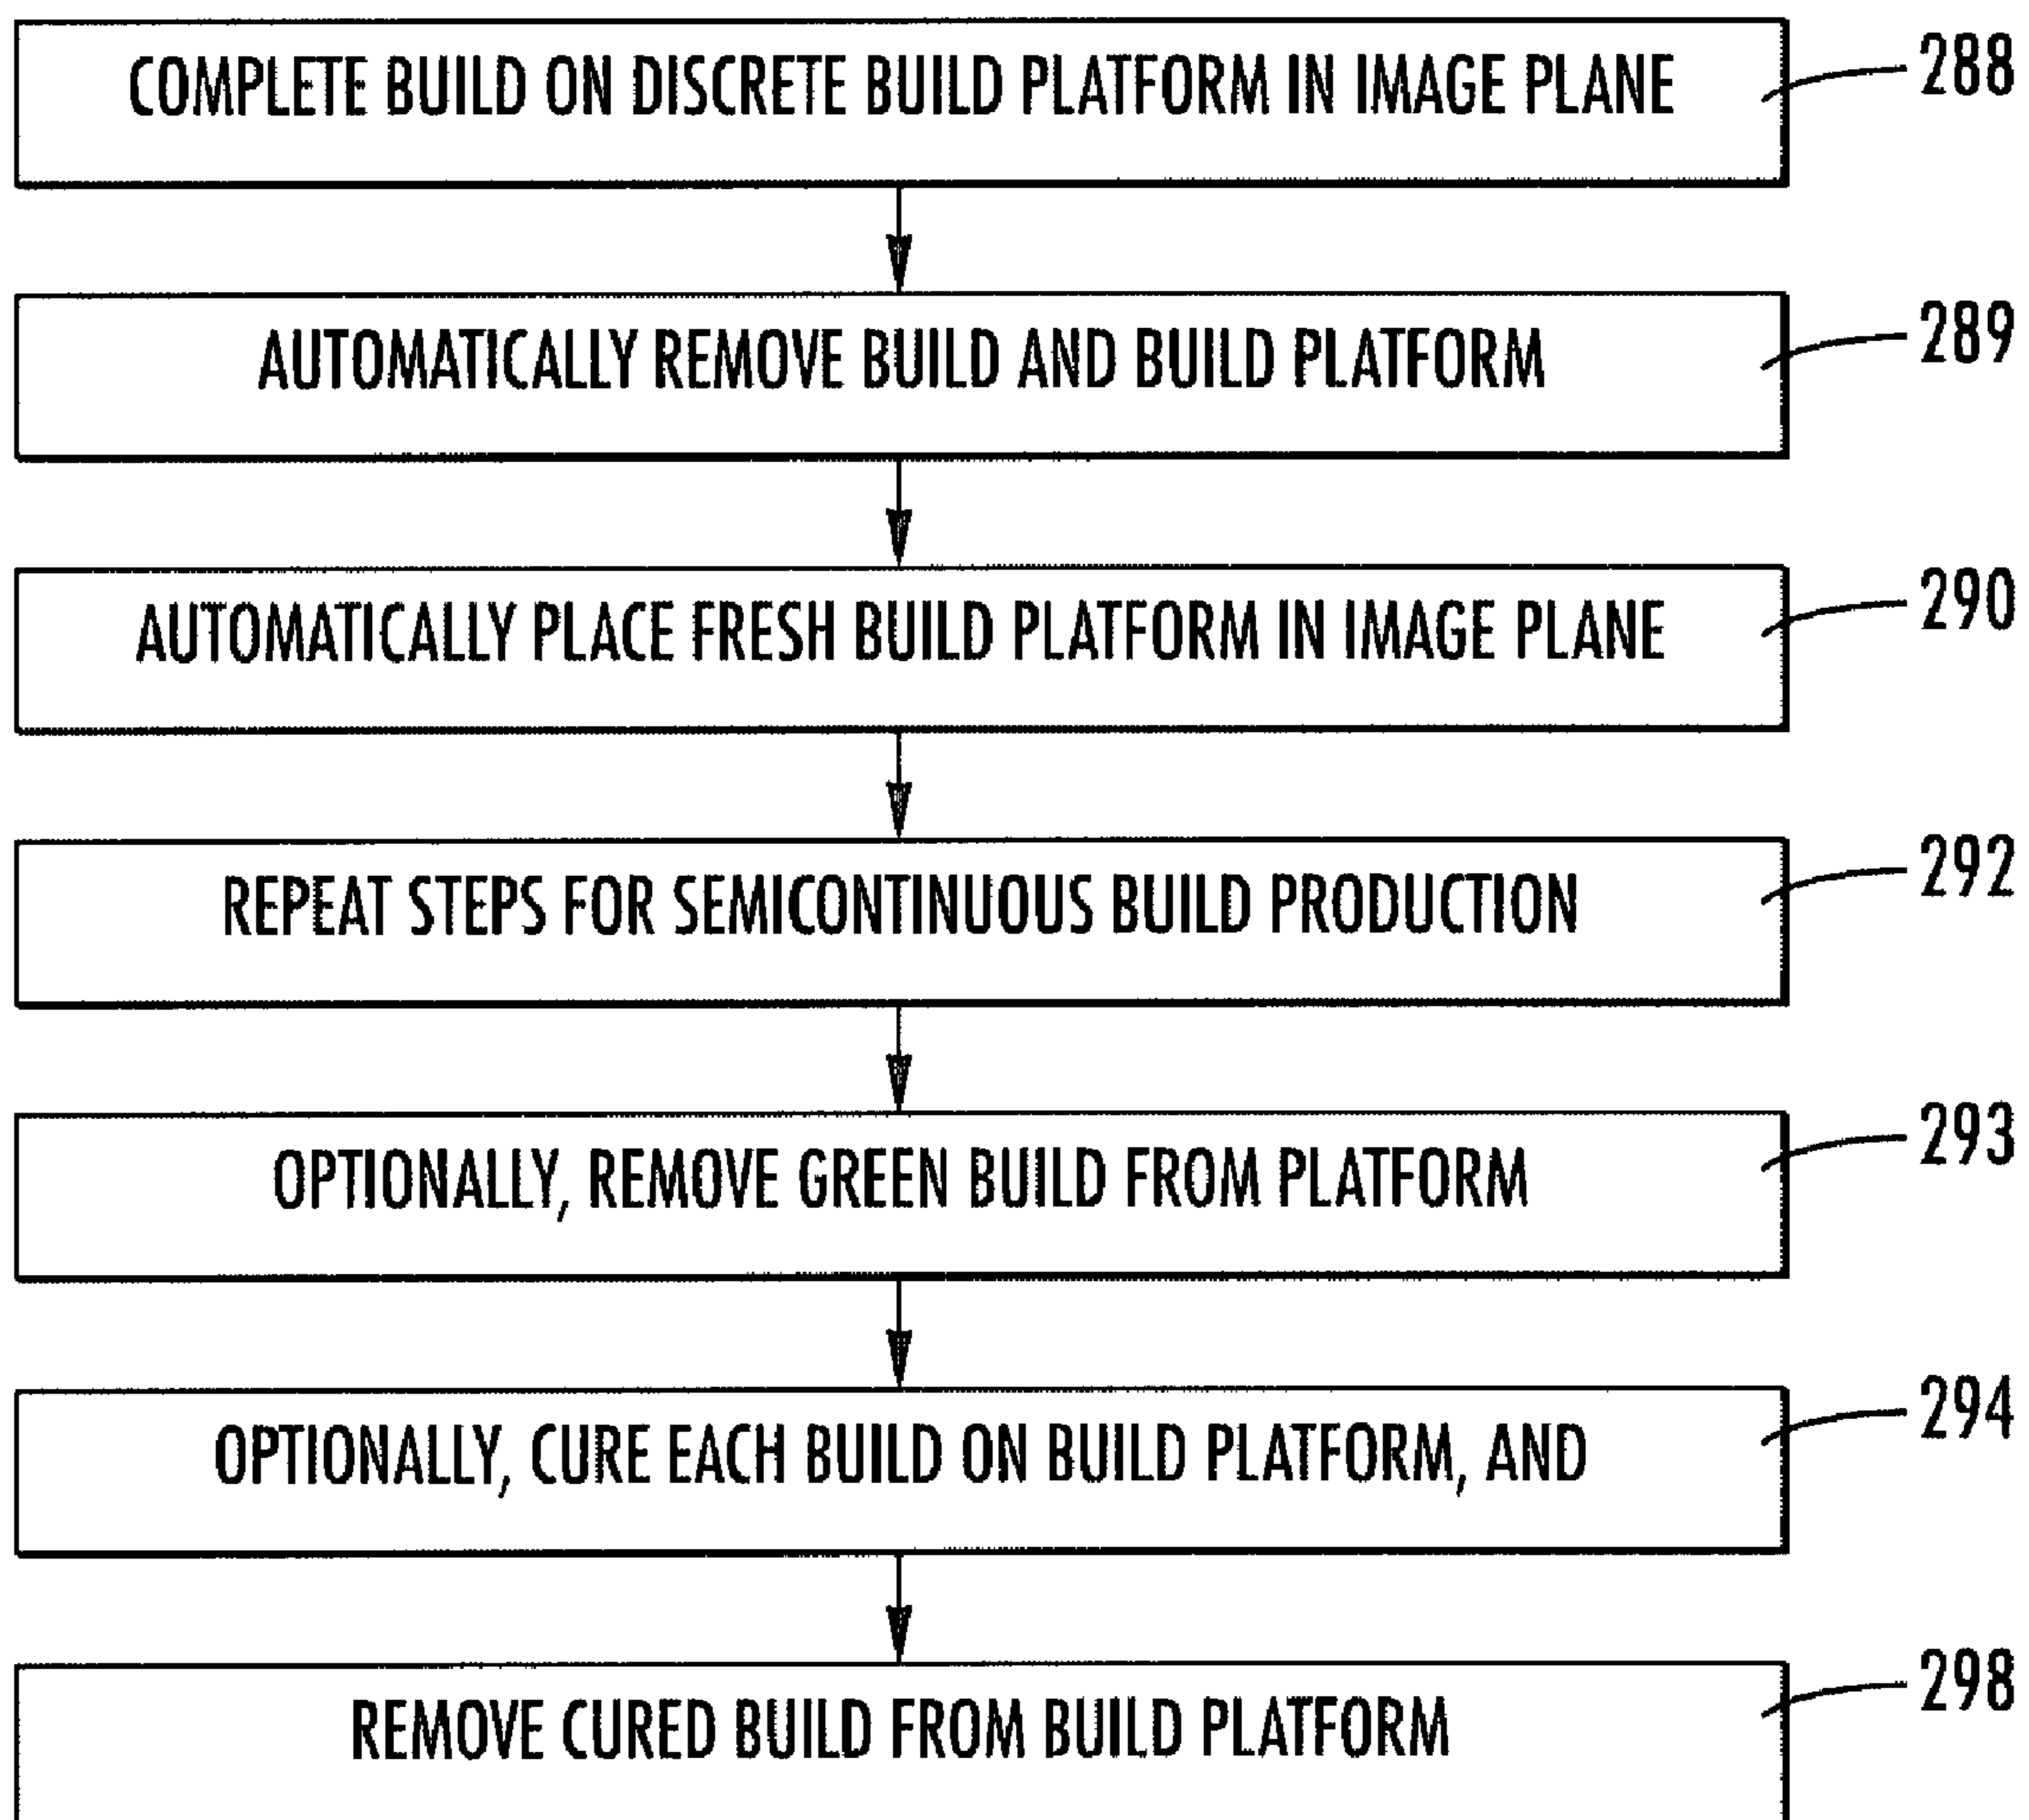 COMPLETE BUILD ON DISCRETE BUILD PLATFORM IN IMAGE PLANE
288
AUTOMATICALLY REMOVE BUILD AND BUILD PLATFORM
289
AUTOMATICALLY PLACE FRESH BUILD PLATFORM IN IMAGE PLANE
290
REPEAT STEPS FOR SEMICONTINUOUS BUILD PRODUCTION
292
OPTIONALLY, REMOVE GREEN BUILD FROM PLATFORM
293
OPTIONALLY, CURE EACH BUILD ON BUILD PLATFORM, AND
294
REMOVE CURED BUILD FROM BUILD PLATFORM
298